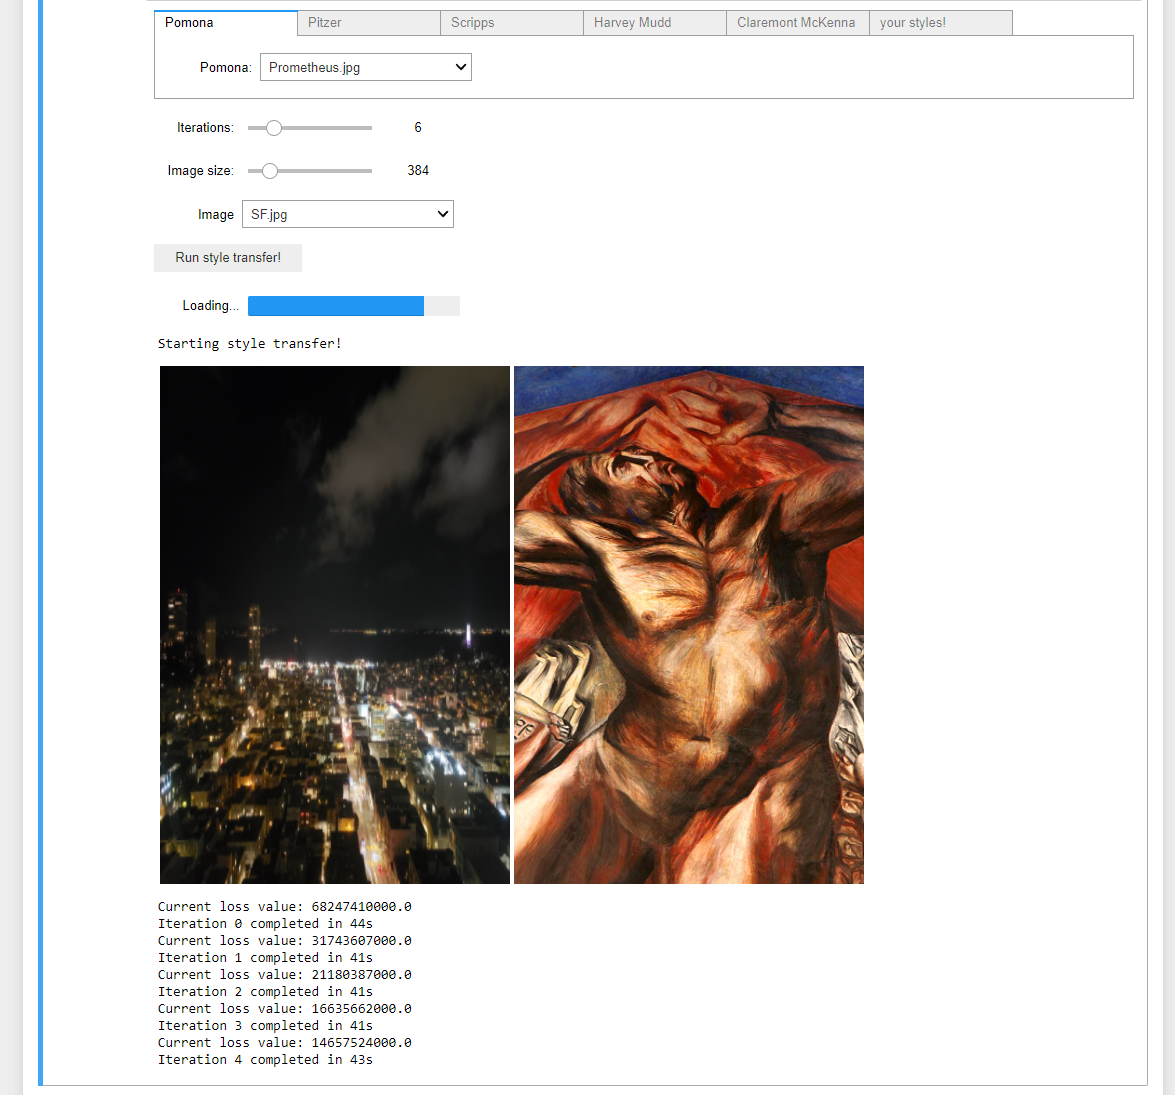 Pomona Pitzer Scripps Harvey Mudd Claremont McKenna your styles!
Pomona: Prometheus.jpg
Iterations: 6
Image size: 384
Image SF.jpg
Run style transfer!
Loading...
Starting style transfer!
Current loss value: 68247410000.0
Iteration 0 completed in 44s
Current loss value: 31743607000.0
Iteration 1 completed in 41s
Current loss value: 21180387000.0
Iteration 2 completed in 41s
Current loss value: 16635662000.0
Iteration 3 completed in 41s
Current loss value: 14657524000.0
Iteration 4 completed in 43s